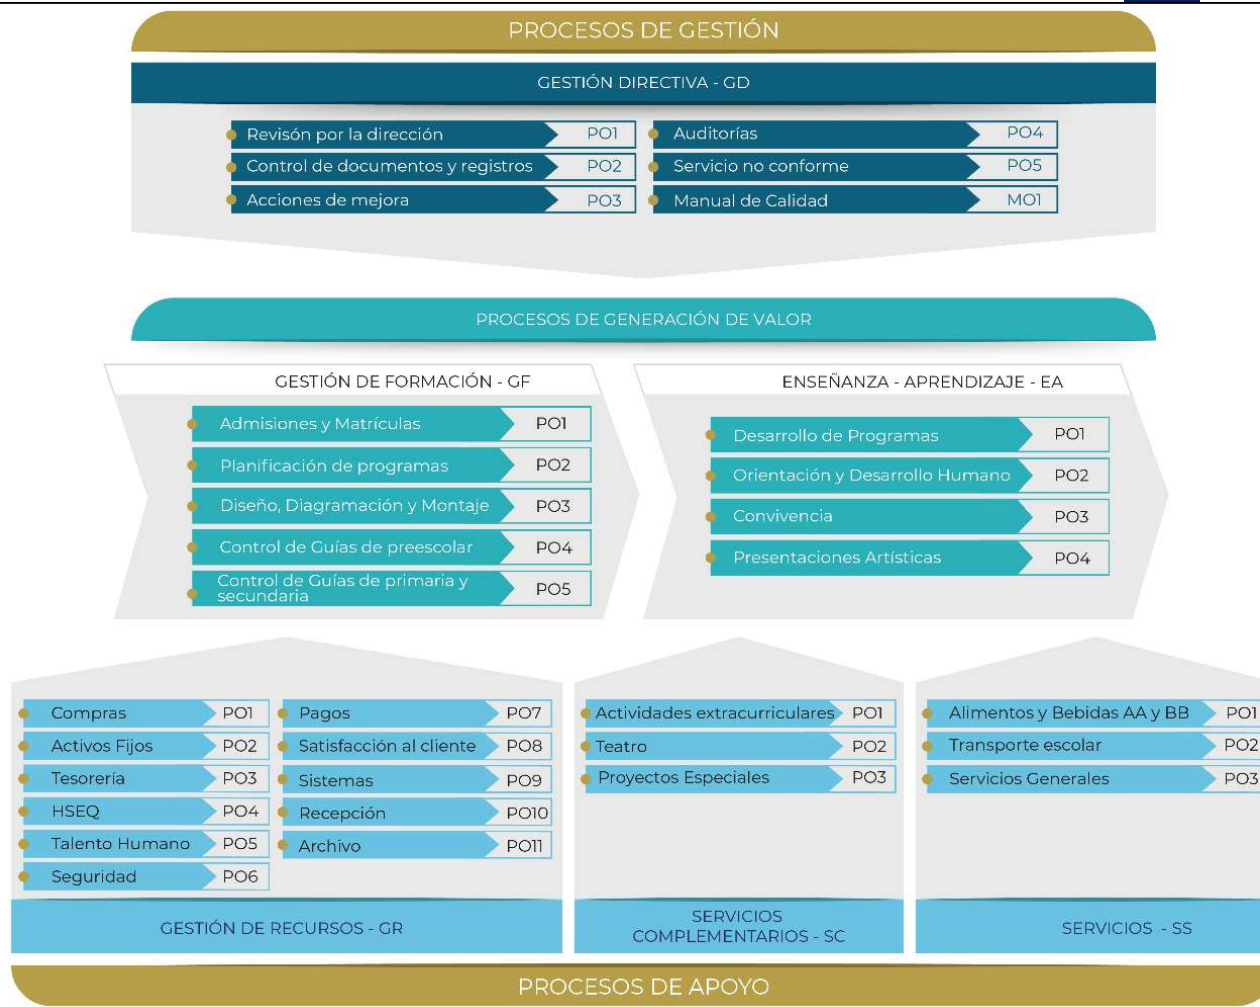 PROCESOS DE GESTIÓN
GESTIÓN DIRECTIVA - GD
Revisón por la dirección PO1
Control de documentos y registros PO2
Acciones de mejora PO3
Auditorías PO4
Servicio no conforme PO5
Manual de Calidad MO1
PROCESOS DE GENERACIÓN DE VALOR
GESTIÓN DE FORMACIÓN - GF
Admisiones y Matrículas PO1
Planificación de programas PO2
Diseño, Diagramación y Montaje PO3
Control de Guías de preescolar PO4
Control de Guías de primaria y
secundaria PO5
ENSEÑANZA - APRENDIZAJE - EA
Desarrollo de Programas PO1
Orientación y Desarrollo Humano PO2
Convivencia PO3
Presentaciones Artísticas PO4
Compras PO1
Activos Fijos PO2
Tesorería PO3
HSEQ PO4
Talento Humano PO5
Seguridad PO6
Pagos PO7
Satisfacción al cliente PO8
Sistemas PO9
Recepción PO10
Archivo PO11
GESTIÓN DE RECURSOS - GR
Actividades extracurriculares PO1
Teatro PO2
Proyectos Especiales PO3
SERVICIOS
COMPLEMENTARIOS - SC
Alimentos y Bebidas AA y BB PO1
Transporte escolar PO2
Servicios Generales PO3
SERVICIOS - SS
PROCESOS DE APOYO